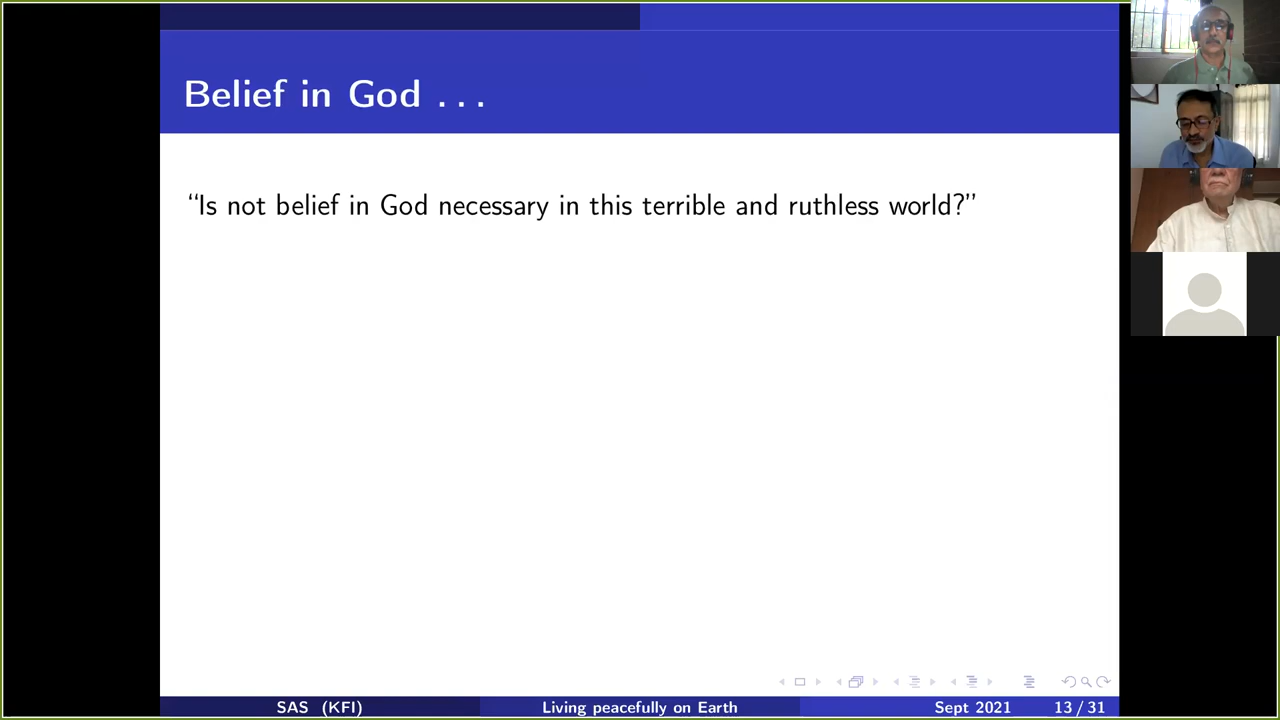 Belief in God . . .
“Is not belief in God necessary in this terrible and ruthless world?”
SAS (KFI) Living peacefully on Earth Sept 2021 13 / 31